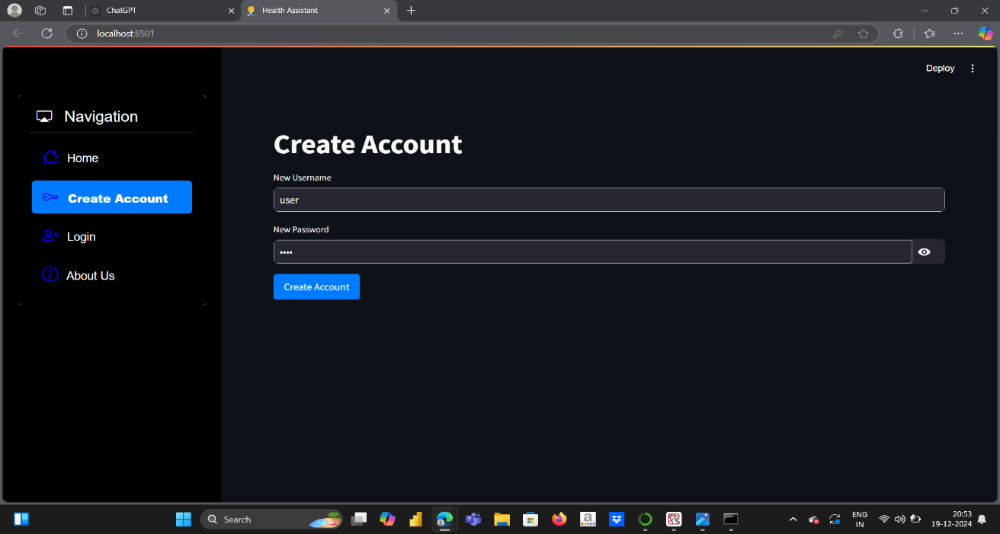 ChatGPT
Health Assistant
localhost:8501
Deploy
Navigation
Home
Create Account
Login
About Us
Create Account
New Username
user
New Password
••••
Create Account
Search
ENG
IN
20:53
19-12-2024